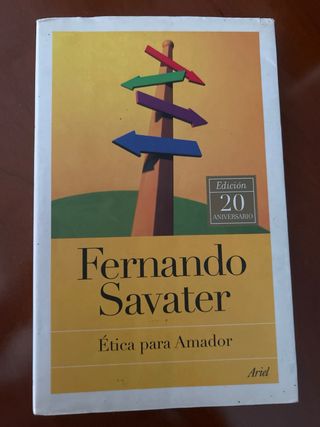 Edición
20
ANIVERSARIO
Fernando
Savater
Ética para Amador
Ariel